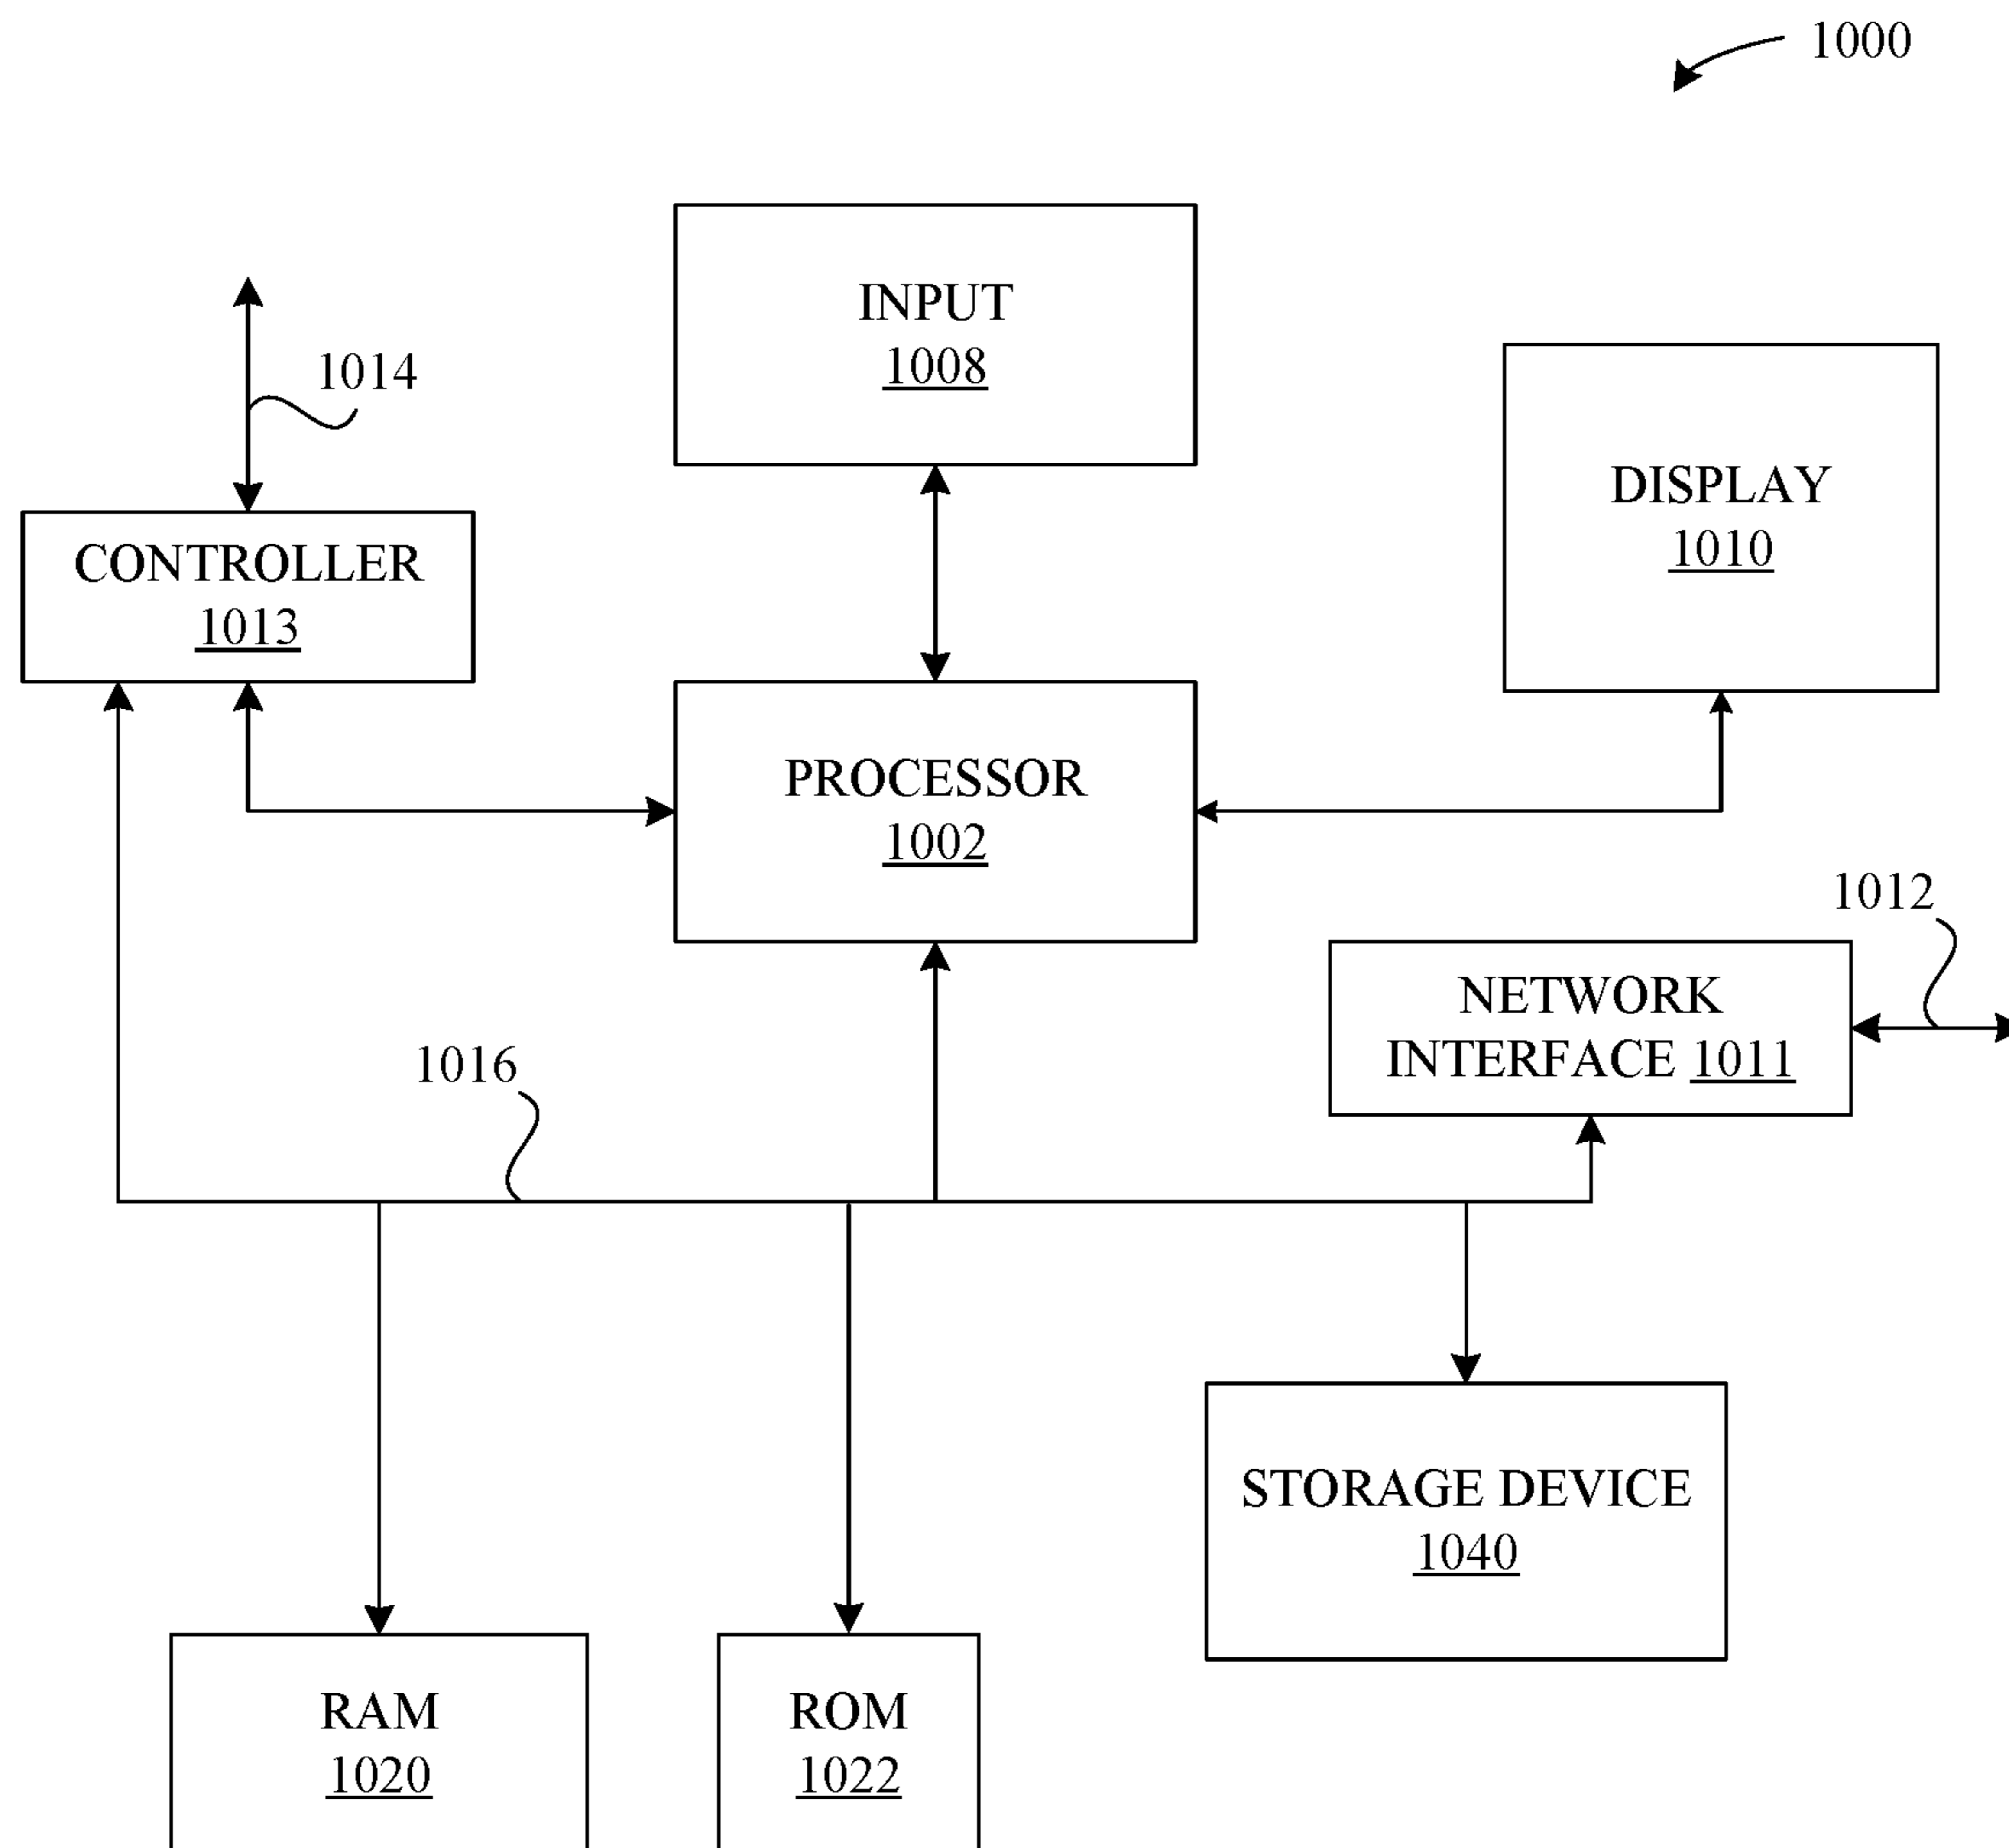 1000
INPUT
1008
1014
DISPLAY
1010
CONTROLLER
1013
PROCESSOR
1002
1012
NETWORK
INTERFACE 1011
1016
STORAGE DEVICE
1040
RAM
1020
ROM
1022